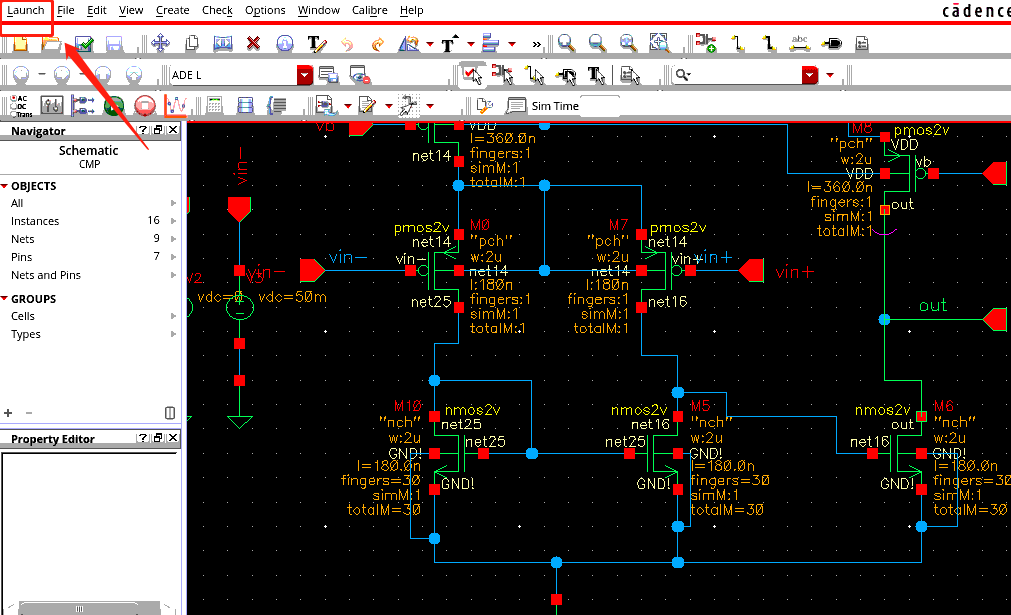 Launch File Edit View Create Check Options Window Calibre Help cādence
ADE L
AC
DC
Trans
Sim Time
Navigator
Schematic
CMP
OBJECTS
All
Instances 16
Nets 9
Pins 7
Nets and Pins
GROUPS
Cells
Types
Property Editor
vin-
vin-
vdc=0 vdc=50m
VDD
l=360.0n
fingers:1
simM:1
totalM:1
net14
pmos2v
net14
M0
"pch"
w:2u
vin-
vin-
net14
l:180n
fingers:1
simM:1
totalM:1
net25
M7
"pch"
w:2u
net14
l:180n
fingers:1
simM:1
totalM:1
pmos2v
net14
vin+
vin+
vin+
net16
M8
"pch"
w:2u
VDD
l=360.0n
fingers:1
simM:1
totalM:1
pmos2v
VDD
vb
out
out
M10
"nch"
w:2u
GND!
l=180.0n
fingers=30
simM:1
totalM=30
nmos2v
net25
net25
GND!
nmos2v
net16
net25
GND!
M5
"nch"
w:2u
GND!
l=180.0n
fingers=30
simM:1
totalM=30
nmos2v
out
net16
GND!
M6
"nch"
w:2u
GND!
l=180.0n
fingers=30
simM:1
totalM=30